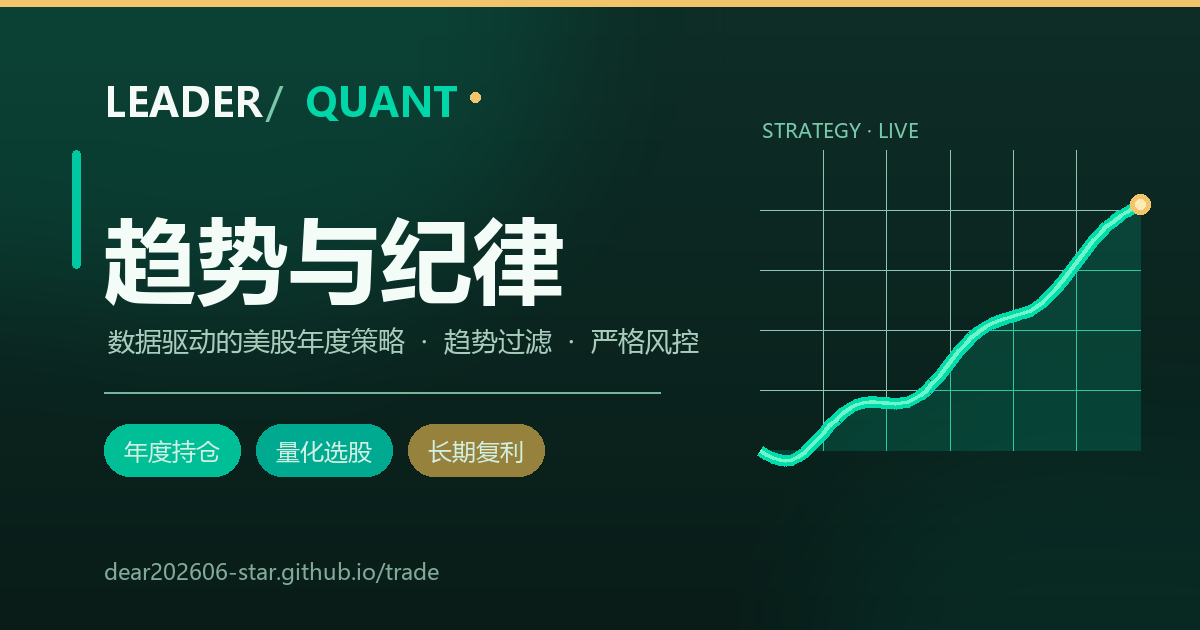 LEADER/ QUANT
STRATEGY · LIVE
趋势与纪律
数据驱动的美股年度策略 · 趋势过滤 · 严格风控
年度持仓 量化选股 长期复利
dear202606-star.github.io/trade